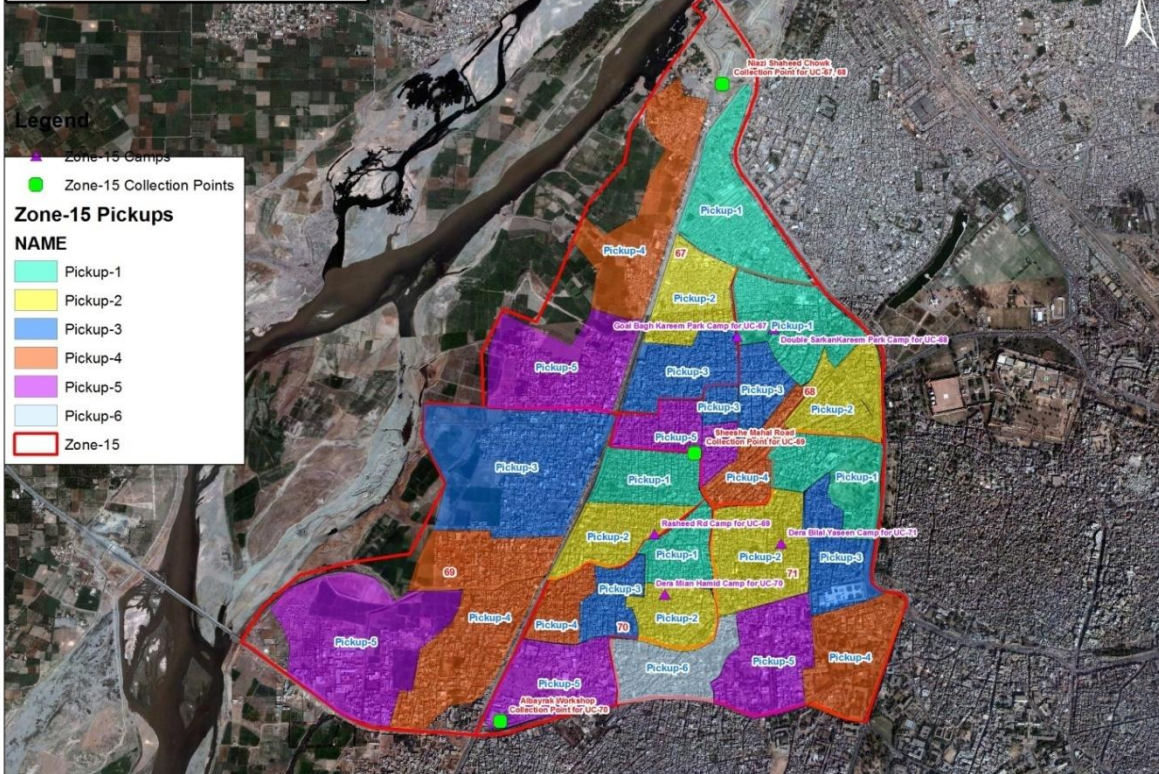 Legend
Zone-15 Camps
Zone-15 Collection Points
Zone-15 Pickups
NAME
Pickup-1
Pickup-2
Pickup-3
Pickup-4
Pickup-5
Pickup-6
Zone-15
Niazi Shaheed Chowk
Collection Point for UC-67, 68
Pickup-1
Pickup-4
67
Pickup-2
Goal Bagh Kareem Park Camp for UC-67
Pickup-1
Double SarkanKareem Park Camp for UC-68
Pickup-5
Pickup-3
Pickup-3
68
Pickup-3
Pickup-2
Sheeshe Mahal Road
Collection Point for UC-69
Pickup-5
Pickup-3
Pickup-1
Pickup-4
Pickup-1
Rasheed Rd Camp for UC-69
Pickup-2
Dera Bilal Yaseen Camp for UC-71
Pickup-1
Pickup-2
Pickup-3
69
71
Dera Mian Hamid Camp for UC-70
Pickup-3
Pickup-4
Pickup-4
Pickup-2
70
Pickup-5
Pickup-6
Pickup-5
Pickup-4
Pickup-5
Albayrak Workshop
Collection Point for UC-70